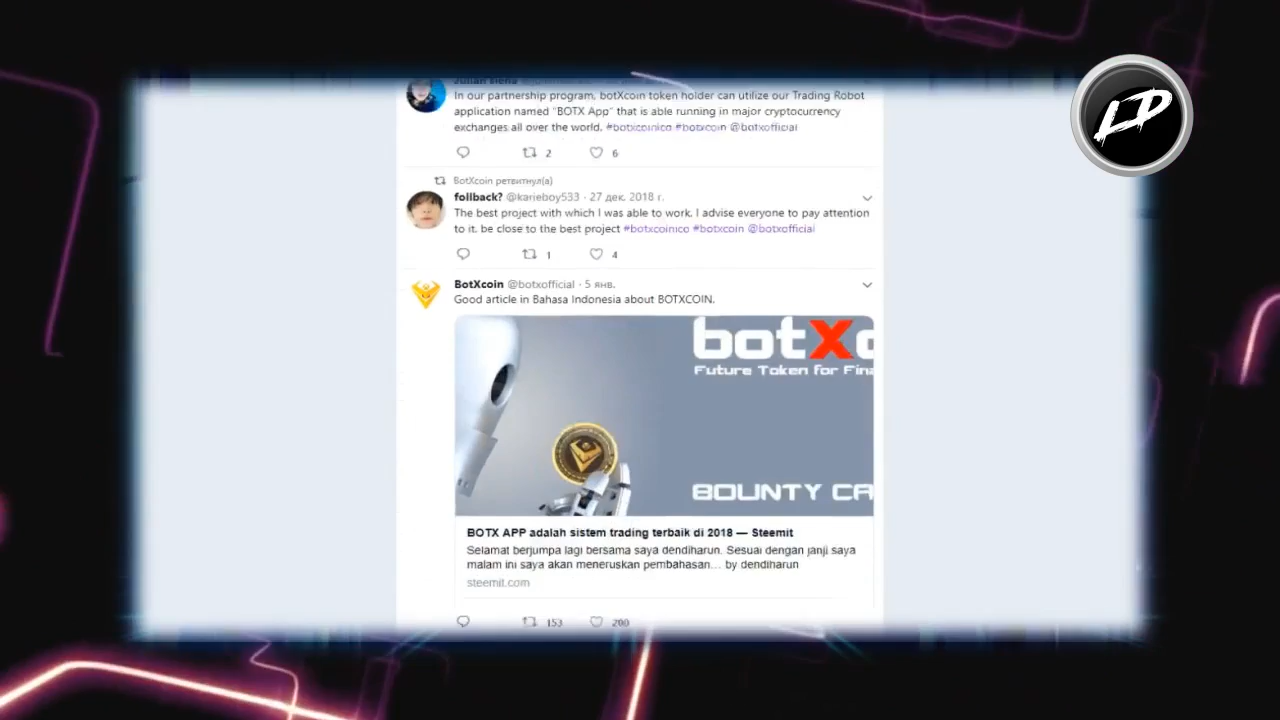 LD
In our partnership program, botXcoin token holder can utilize our Trading Robot
application named "BOTX App" that is able running in major cryptocurrency
exchanges all over the world. #botxcoinico #botxcoin @botxofficial
2 6
BotXcoin ретвитнул(а)
follback? @karieboy533 · 27 дек. 2018 г.
The best project with which I was able to work, I advise everyone to pay attention
to it, be close to the best project #botxcoinico #botxcoin @botxofficial
1 4
BotXcoin @botxofficial · 5 янв.
Good article in Bahasa Indonesia about BOTXCOIN.
botXc
Future Token for Fina
BOUNTY CA
BOTX APP adalah sistem trading terbaik di 2018 — Steemit
Selamat berjumpa lagi bersama saya dendiharun. Sesuai dengan janji saya
malam ini saya akan meneruskan pembahasan... by dendiharun
steemit.com
153 200